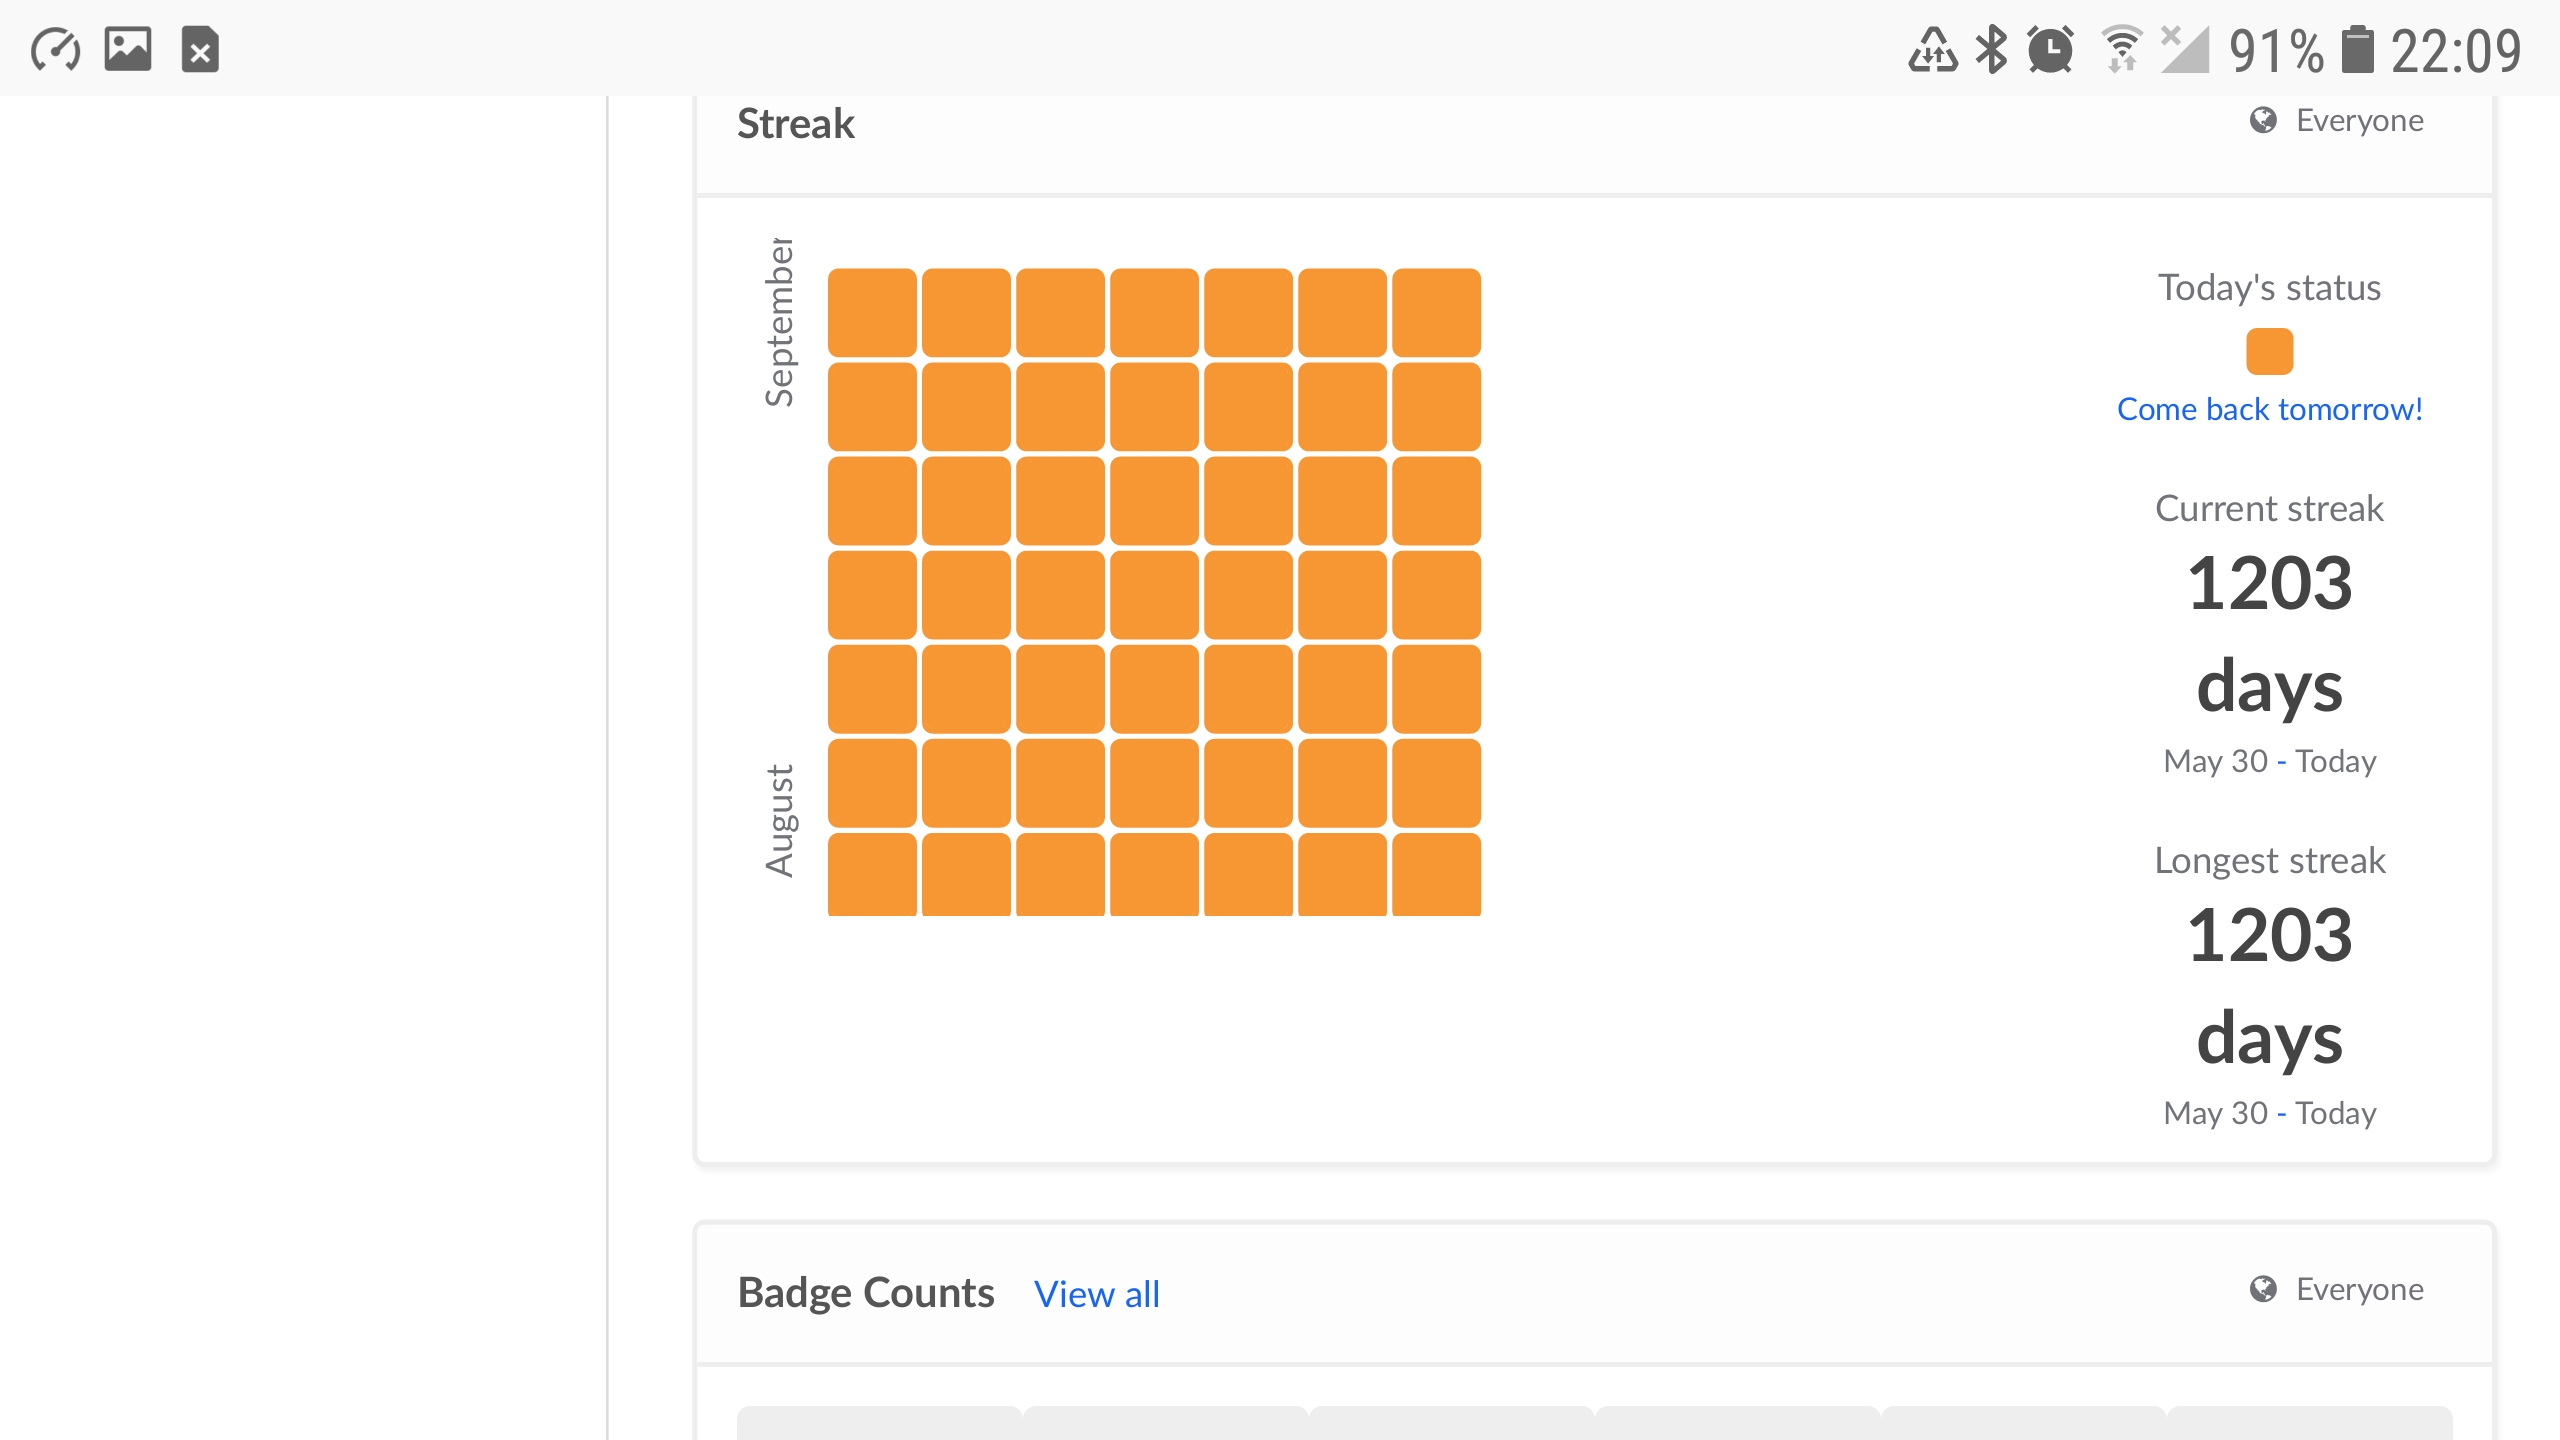 91% 22:09
Streak
Everyone
September
August
Today's status
Come back tomorrow!
Current streak
1203
days
May 30 - Today
Longest streak
1203
days
May 30 - Today
Badge Counts View all
Everyone